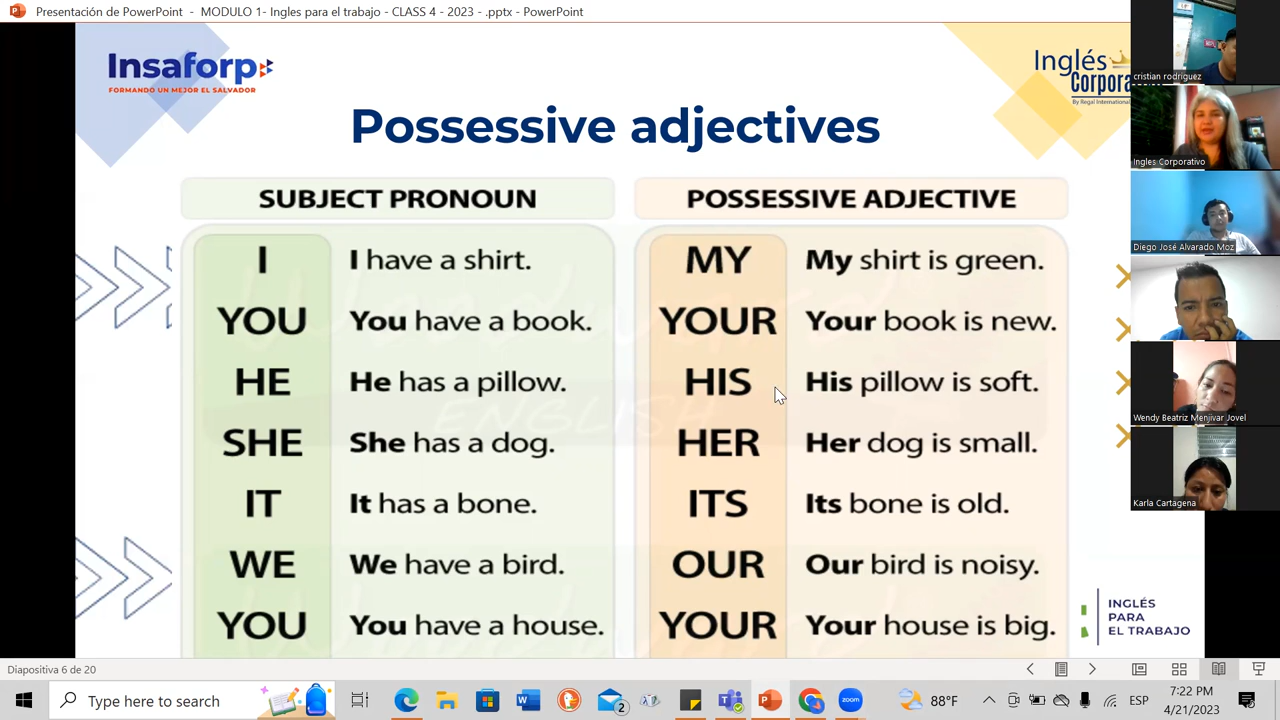 Presentación de PowerPoint - MODULO 1- Ingles para el trabajo - CLASS 4 - 2023 - .pptx - PowerPoint
Insaforp
FORMANDO UN MEJOR EL SALVADOR
Inglés
By Regal International
Possessive adjectives
SUBJECT PRONOUN
POSSESSIVE ADJECTIVE
I I have a shirt. MY My shirt is green.
YOU You have a book. YOUR Your book is new.
HE He has a pillow. HIS His pillow is soft.
SHE She has a dog. HER Her dog is small.
IT It has a bone. ITS Its bone is old.
WE We have a bird. OUR Our bird is noisy.
YOU You have a house. YOUR Your house is big.
INGLÉS
PARA
EL TRABAJO
cristian rodriguez
Ingles Corporativo
Diego José Alvarado Moz
Wendy Beatriz Menjivar Jovel
Karla Cartagena
Diapositiva 6 de 20
Type here to search
2
88°F
ESP
7:22 PM
4/21/2023
zoom